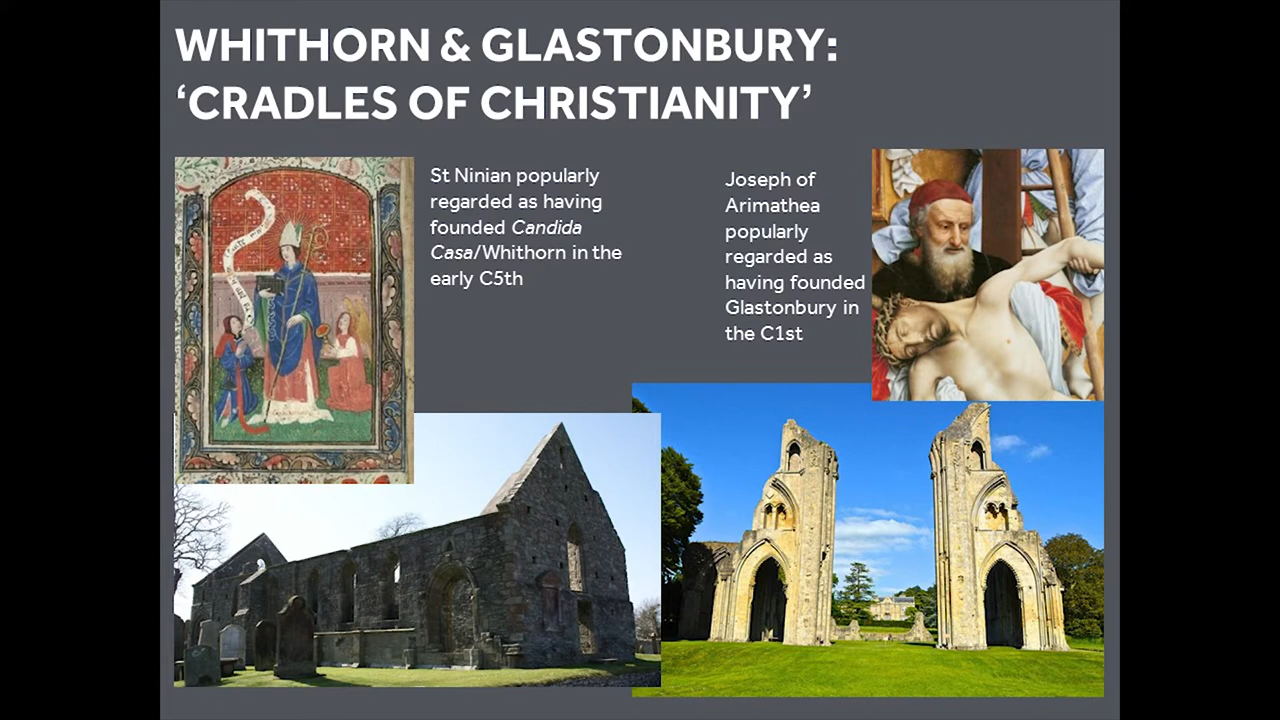 WHITHORN & GLASTONBURY:
‘CRADLES OF CHRISTIANITY’
St Ninian popularly
regarded as having
founded Candida
Casa/Whithorn in the
early C5th
Joseph of
Arimathea
popularly
regarded as
having founded
Glastonbury in
the C1st